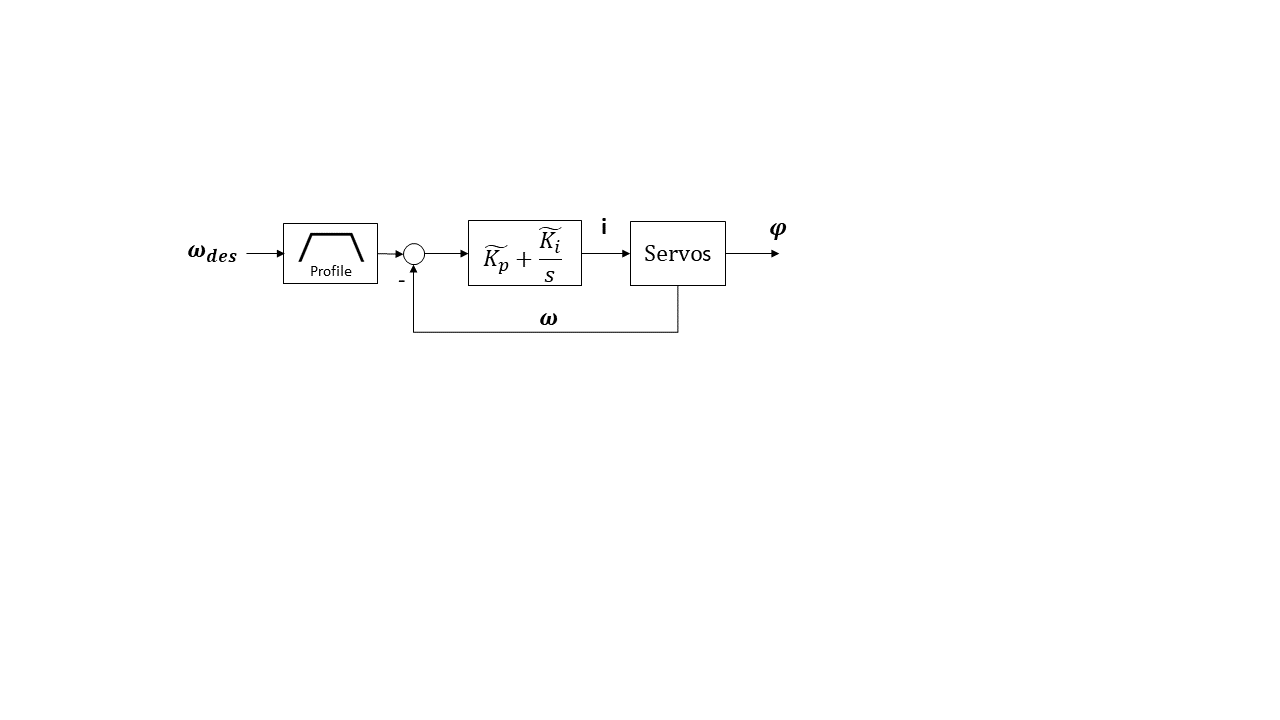 ω_des
Profile
-
K̃_p + K̃_i/s
i
Servos
φ
ω